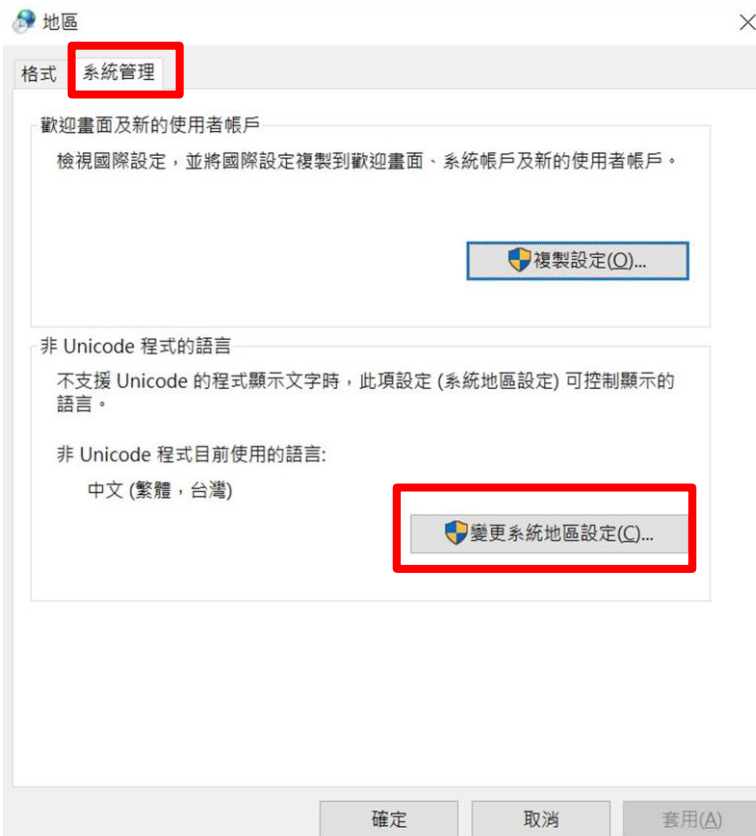 地區
格式
系統管理
歡迎畫面及新的使用者帳戶
檢視國際設定，並將國際設定複製到歡迎畫面、系統帳戶及新的使用者帳戶。
複製設定(O)...
非 Unicode 程式的語言
不支援 Unicode 的程式顯示文字時，此項設定 (系統地區設定) 可控制顯示的
語言。
非 Unicode 程式目前使用的語言:
中文 (繁體，台灣)
變更系統地區設定(C)...
確定
取消
套用(A)